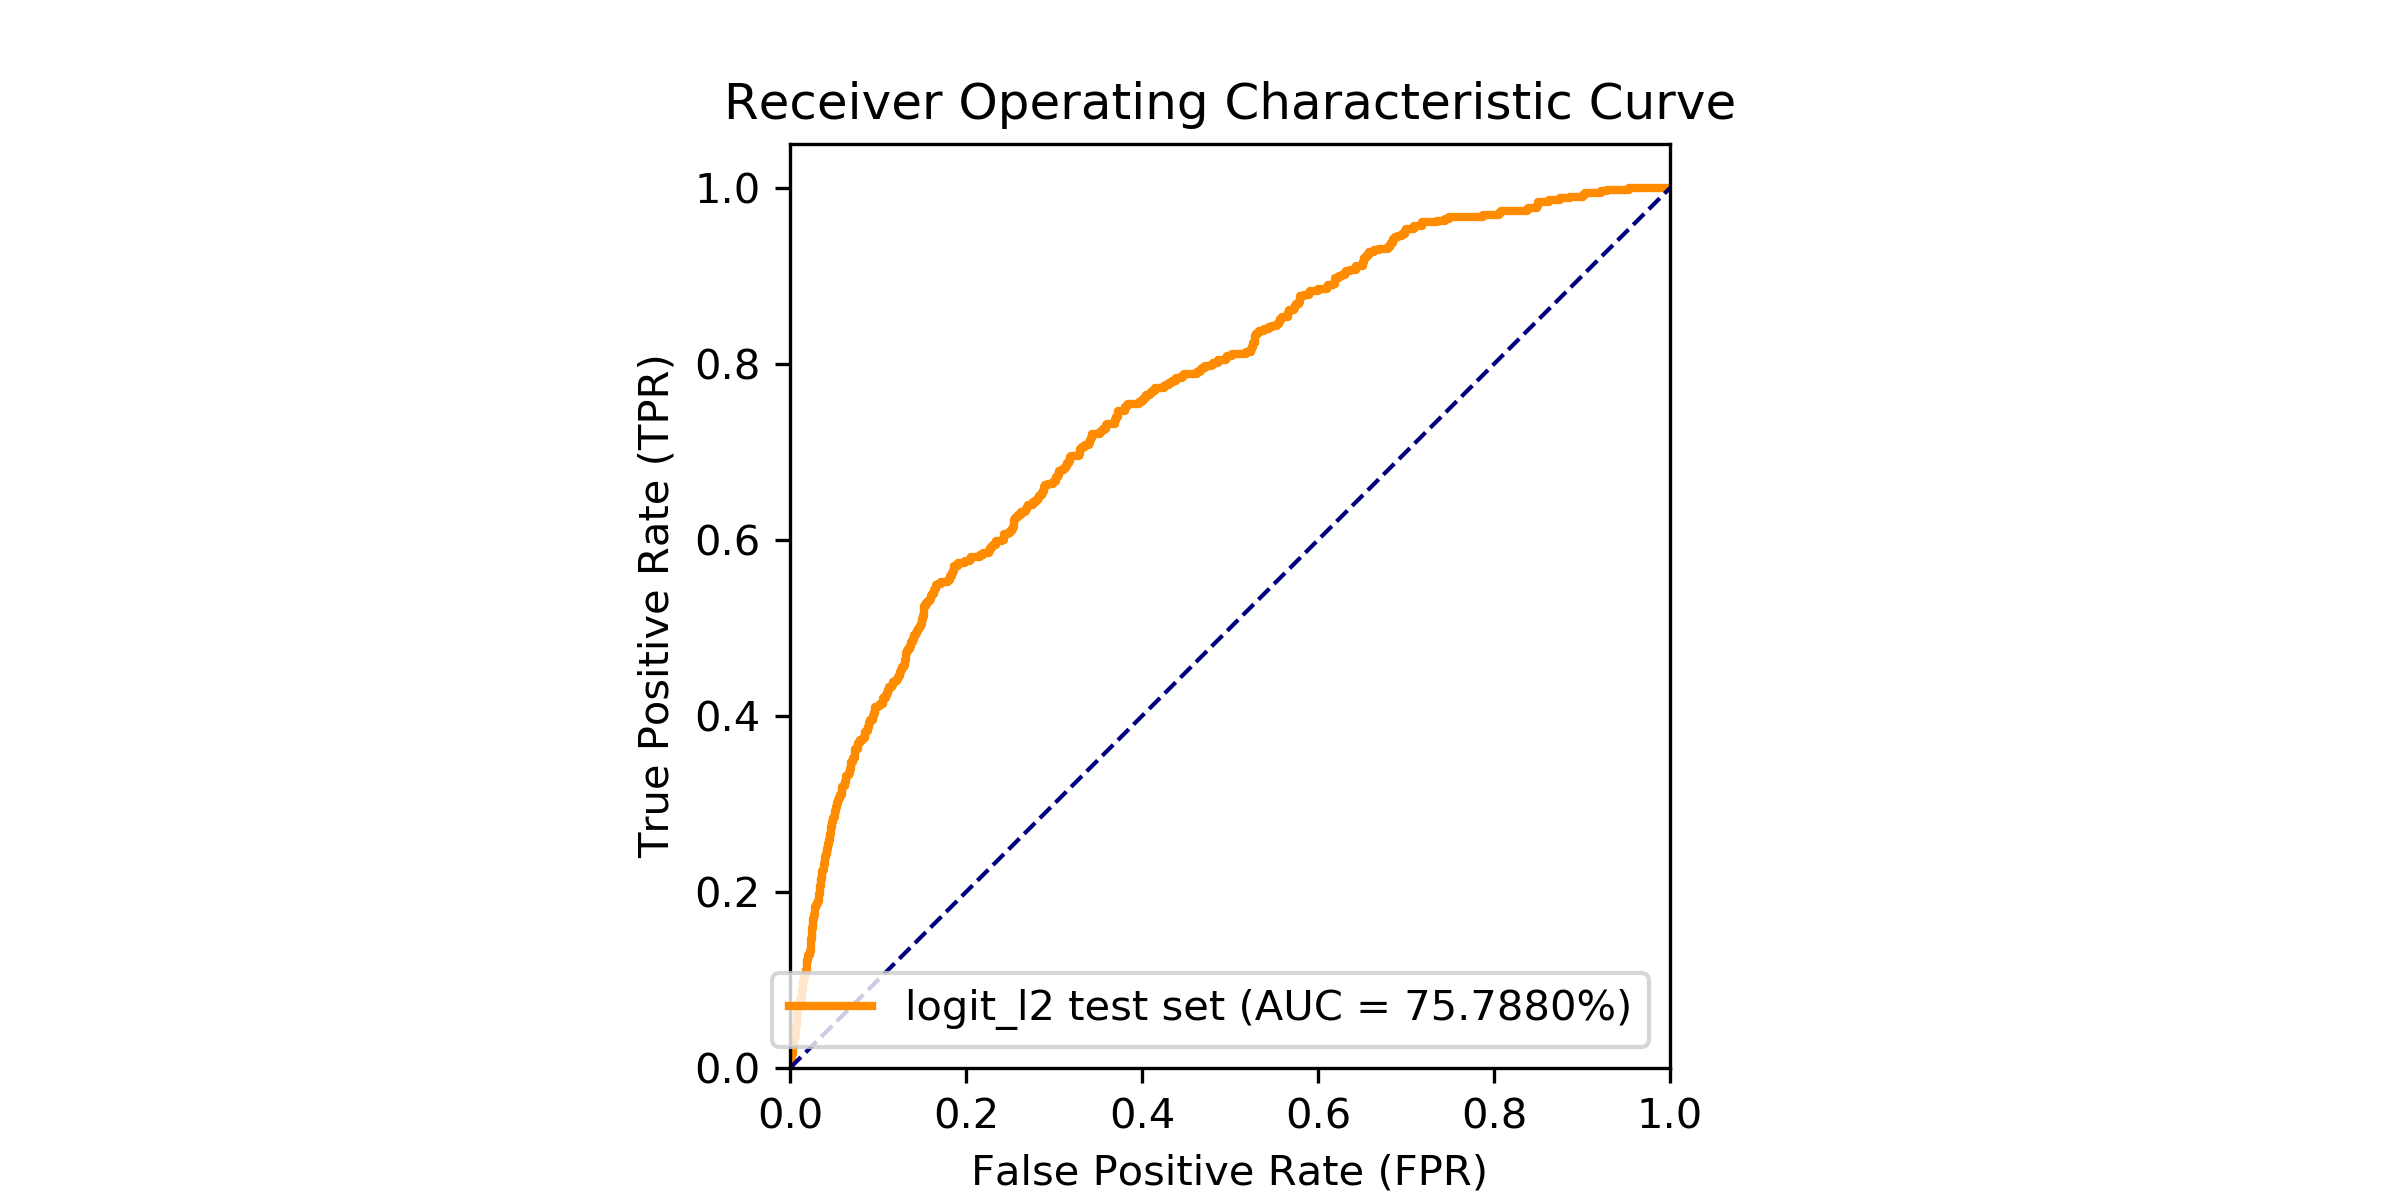 Receiver Operating Characteristic Curve
1.0
0.8
0.6
0.4
0.2
0.0
True Positive Rate (TPR)
logit_l2 test set (AUC = 75.7880%)
0.0 0.2 0.4 0.6 0.8 1.0
False Positive Rate (FPR)